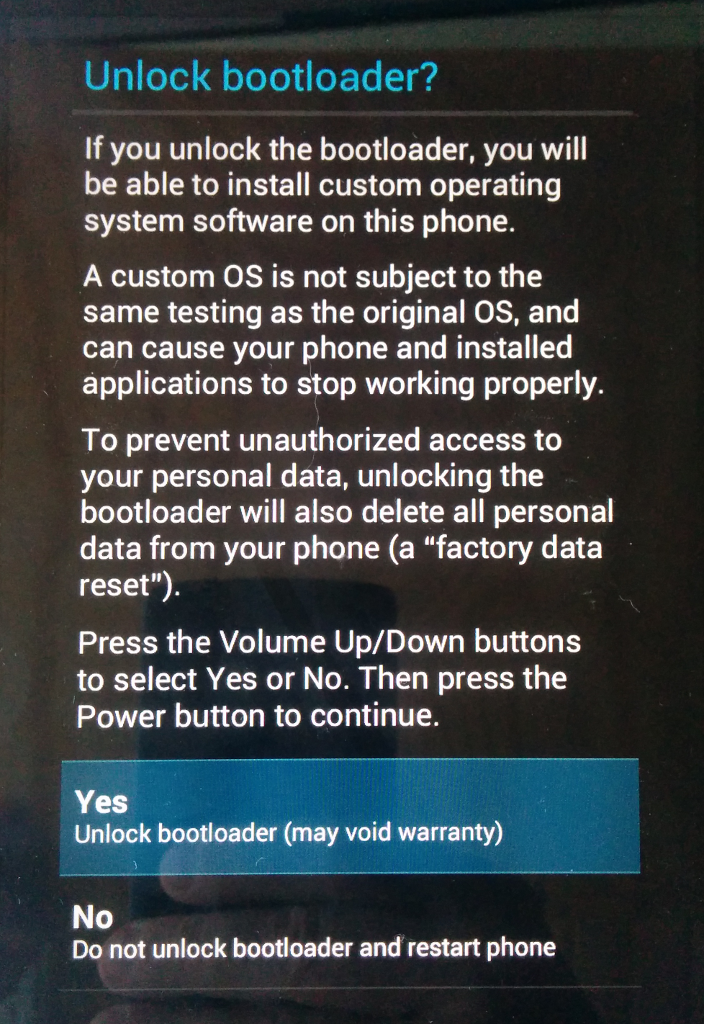 Unlock bootloader?
If you unlock the bootloader, you will
be able to install custom operating
system software on this phone.
A custom OS is not subject to the
same testing as the original OS, and
can cause your phone and installed
applications to stop working properly.
To prevent unauthorized access to
your personal data, unlocking the
bootloader will also delete all personal
data from your phone (a “factory data
reset”).
Press the Volume Up/Down buttons
to select Yes or No. Then press the
Power button to continue.
Yes
Unlock bootloader (may void warranty)
No
Do not unlock bootloader and restart phone